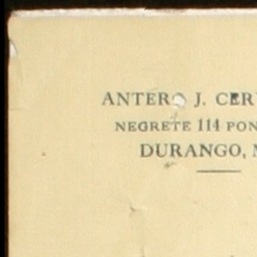 ANTERO J. CER
NEGRETE 114 PON
DURANGO,